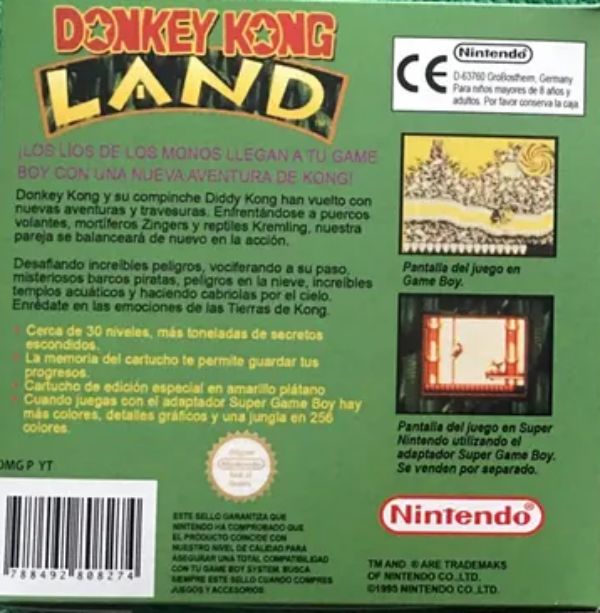 DONKEY KONG
LAND
¡LOS LIOS DE LOS MONOS LLEGAN A TU GAME
BOY CON UNA NUEVA AVENTURA DE KONG!
Donkey Kong y su compinche Diddy Kong han vuelto con
nuevas aventuras y travesuras. Enfrentándose a puercos
volantes, mortíferos Zingers y reptiles Kremling, nuestra
pareja se balanceará de nuevo en la acción.
Desafiando increíbles peligros, vociferando a su paso,
misteriosos barcos piratas, peligros en la nieve, increíbles
templos acuáticos y haciendo cabriolas por el cielo.
Enrédate en las emociones de las Tierras de Kong.
Cerca de 30 niveles, más toneladas de secretos
escondidos.
La memoria del cartucho te permite guardar tus
progresos.
Cartucho de edición especial en amarillo plátano
Cuando juegas con el adaptador Super Game Boy hay
más colores, detalles gráficos y una jungla en 256
colores.
CE
Nintendo
D-63760 Großostheim, Germany
Para niños mayores de 8 años y
adultos. Por favor conserva la caja
Pantalla del juego en
Game Boy.
Pantalla del juego en Super
Nintendo utilizando el
adaptador Super Game Boy.
Se venden por separado.
DMG P YT
Nintendo
ESTE SELLO GARANTIZA QUE
NINTENDO HA COMPROBADO QUE
EL PRODUCTO COINCIDE CON
NUESTRO NIVEL DE CALIDAD PARA
ASEGURAR UNA TOTAL COMPATIBILIDAD
CON TU GAME BOY SYSTEM. BUSCA
SIEMPRE ESTE SELLO CUANDO COMPRES
JUEGOS Y ACCESORIOS.
7 88492 808274
Nintendo
TM AND ® ARE TRADEMAKS
OF NINTENDO CO.,LTD.
©1995 NINTENDO CO.,LTD.